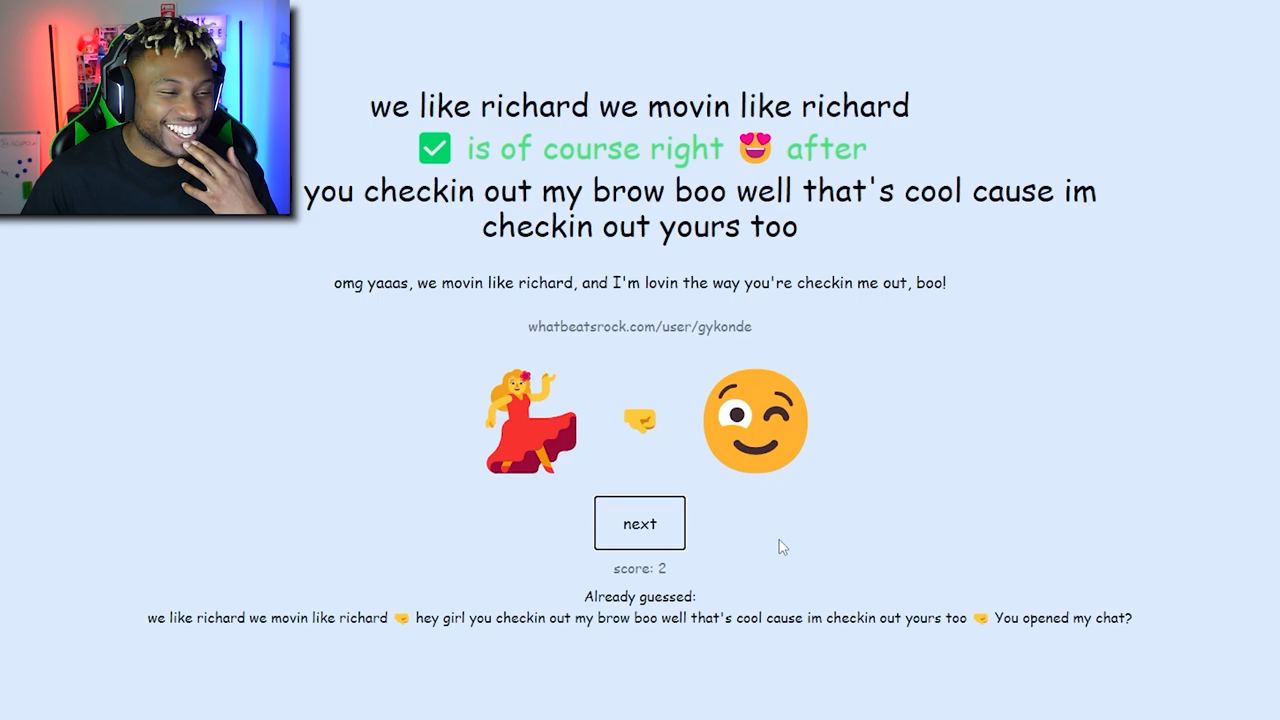 we like richard we movin like richard
✅ is of course right 😍 after
you checkin out my brow boo well that's cool cause im
checkin out yours too
omg yaaas, we movin like richard, and I'm lovin the way you're checkin me out, boo!
whatbeatsrock.com/user/gykonde
next
score: 2
Already guessed:
we like richard we movin like richard 🤜 hey girl you checkin out my brow boo well that's cool cause im checkin out yours too 🤜 You opened my chat?